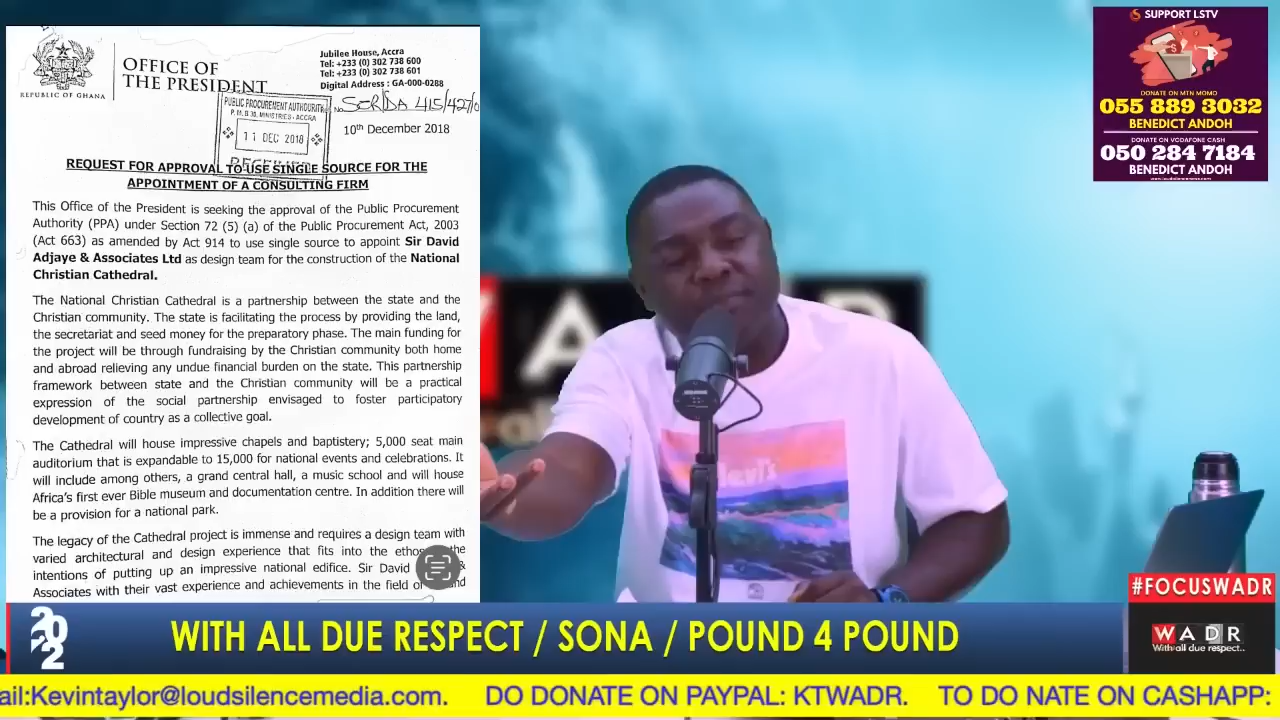 OFFICE OF
THE PRESIDENT
REPUBLIC OF GHANA
Jubilee House, Accra
Tel: +233 (0) 302 738 600
Tel: +233 (0) 302 738 601
Digital Address : GA-000-0288
PUBLIC PROCUREMENT AUTHOURITY
P. M. B 30, MINISTRIES - ACCRA
11 DEC 2018
RECEIVED
10th December 2018
REQUEST FOR APPROVAL TO USE SINGLE SOURCE FOR THE
APPOINTMENT OF A CONSULTING FIRM
This Office of the President is seeking the approval of the Public Procurement
Authority (PPA) under Section 72 (5) (a) of the Public Procurement Act, 2003
(Act 663) as amended by Act 914 to use single source to appoint Sir David
Adjaye & Associates Ltd as design team for the construction of the National
Christian Cathedral.
The National Christian Cathedral is a partnership between the state and the
Christian community. The state is facilitating the process by providing the land,
the secretariat and seed money for the preparatory phase. The main funding for
the project will be through fundraising by the Christian community both home
and abroad relieving any undue financial burden on the state. This partnership
framework between state and the Christian community will be a practical
expression of the social partnership envisaged to foster participatory
development of country as a collective goal.
The Cathedral will house impressive chapels and baptistery; 5,000 seat main
auditorium that is expandable to 15,000 for national events and celebrations. It
will include among others, a grand central hall, a music school and will house
Africa's first ever Bible museum and documentation centre. In addition there will
be a provision for a national park.
The legacy of the Cathedral project is immense and requires a design team with
varied architectural and design experience that fits into the ethos the
intentions of putting up an impressive national edifice. Sir David &
Associates with their vast experience and achievements in the field of
SUPPORT LSTV
DONATE ON MTN MOMO
055 889 3032
BENEDICT ANDOH
DONATE ON VODAFONE CASH
050 284 7184
BENEDICT ANDOH
Levi's
#FOCUSWADR
WADR
With all due respect..
2022
WITH ALL DUE RESPECT / SONA / POUND 4 POUND
ail:Kevintaylor@loudsilencemedia.com. DO DONATE ON PAYPAL: KTWADR. TO DO NATE ON CASHAPP: